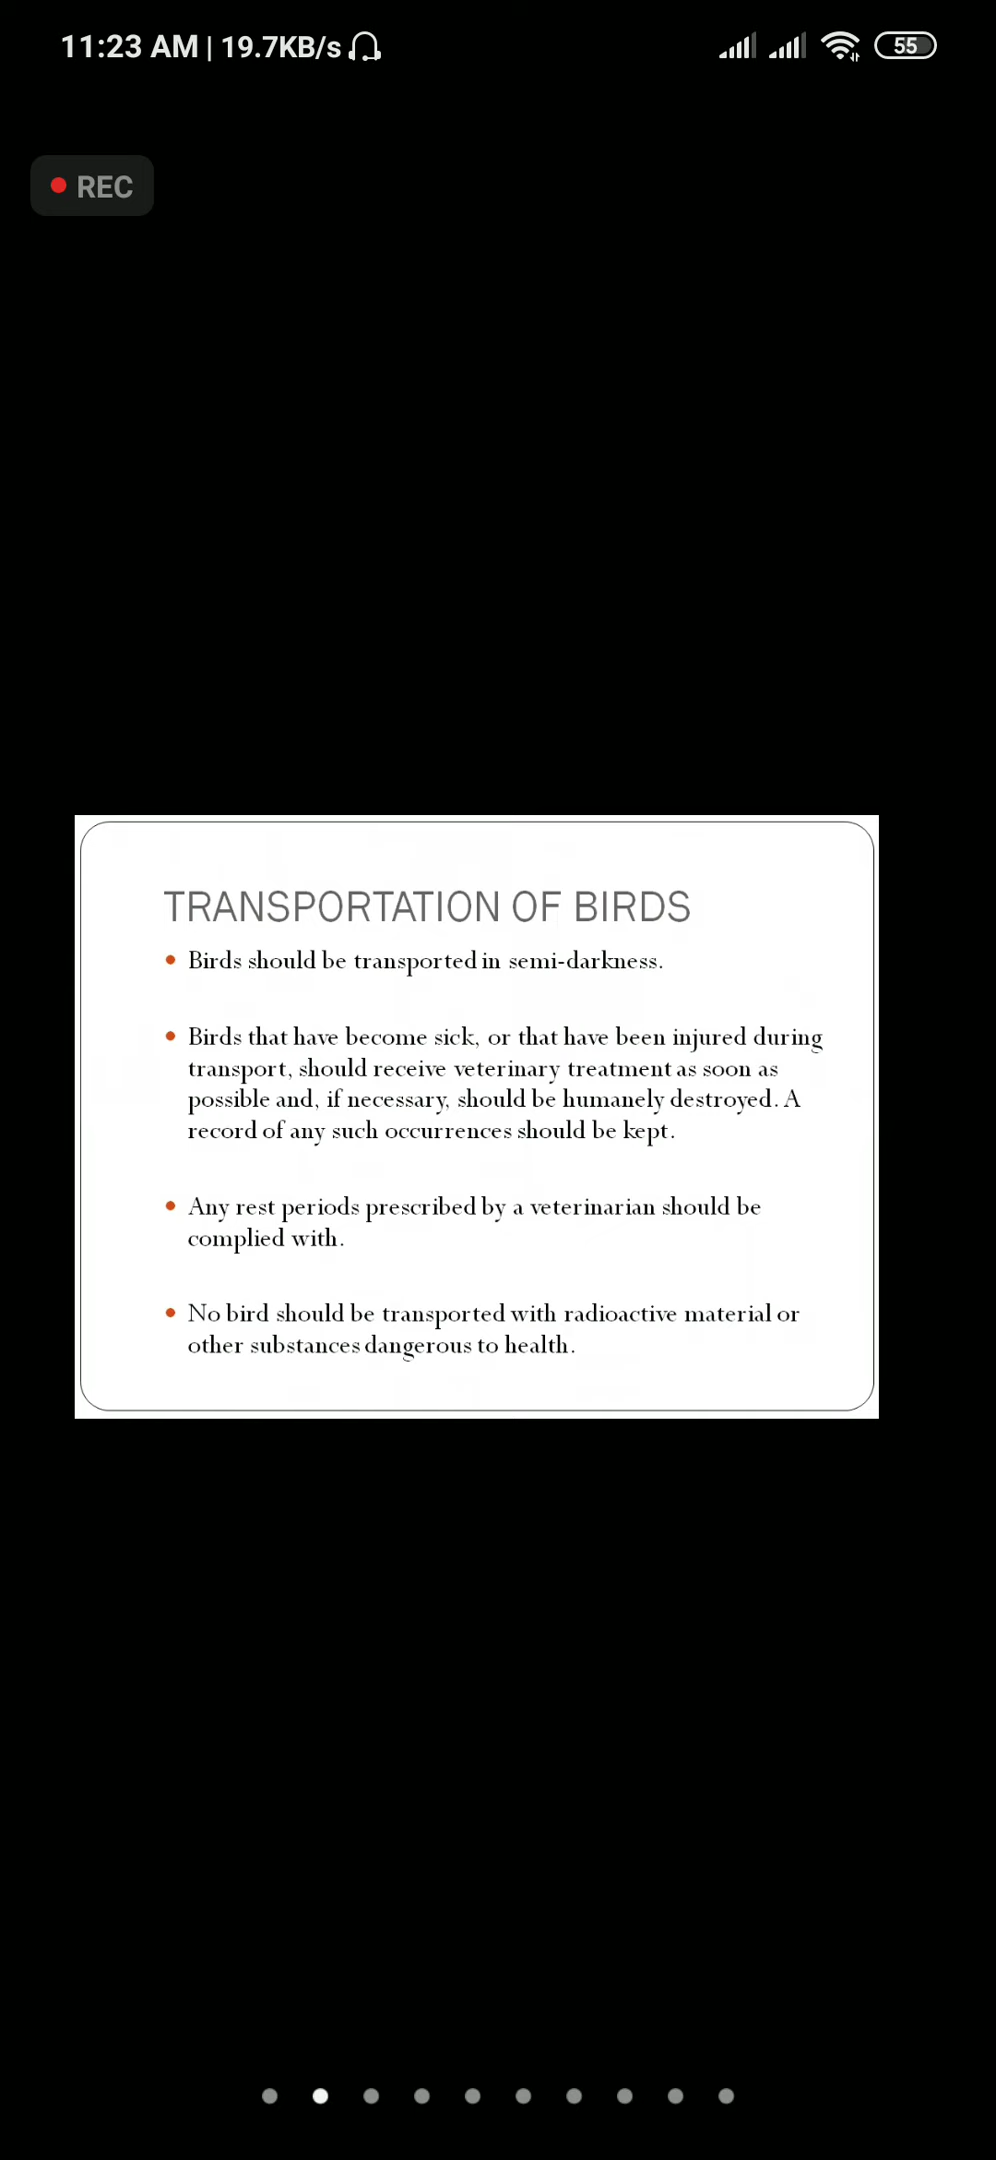 11:23 AM | 19.7KB/s
55
REC
TRANSPORTATION OF BIRDS
• Birds should be transported in semi-darkness.
• Birds that have become sick, or that have been injured during
transport, should receive veterinary treatment as soon as
possible and, if necessary, should be humanely destroyed. A
record of any such occurrences should be kept.
• Any rest periods prescribed by a veterinarian should be
complied with.
• No bird should be transported with radioactive material or
other substances dangerous to health.